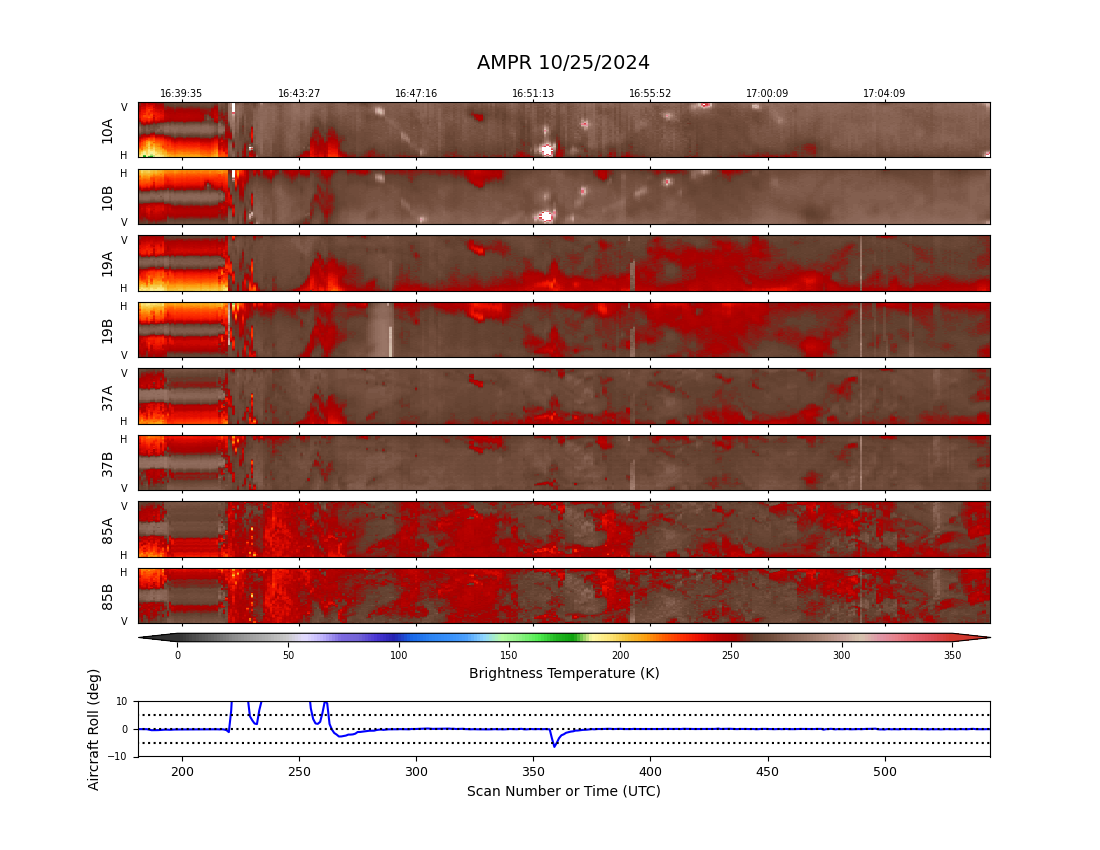 AMPR 10/25/2024
16:39:35 16:43:27 16:47:16 16:51:13 16:55:52 17:00:09 17:04:09
V
10A
H
H
10B
V
V
19A
H
H
19B
V
V
37A
H
H
37B
V
V
85A
H
H
85B
V
0 50 100 150 200 250 300 350
Brightness Temperature (K)
Aircraft Roll (deg)
10
0
−10
200 250 300 350 400 450 500
Scan Number or Time (UTC)